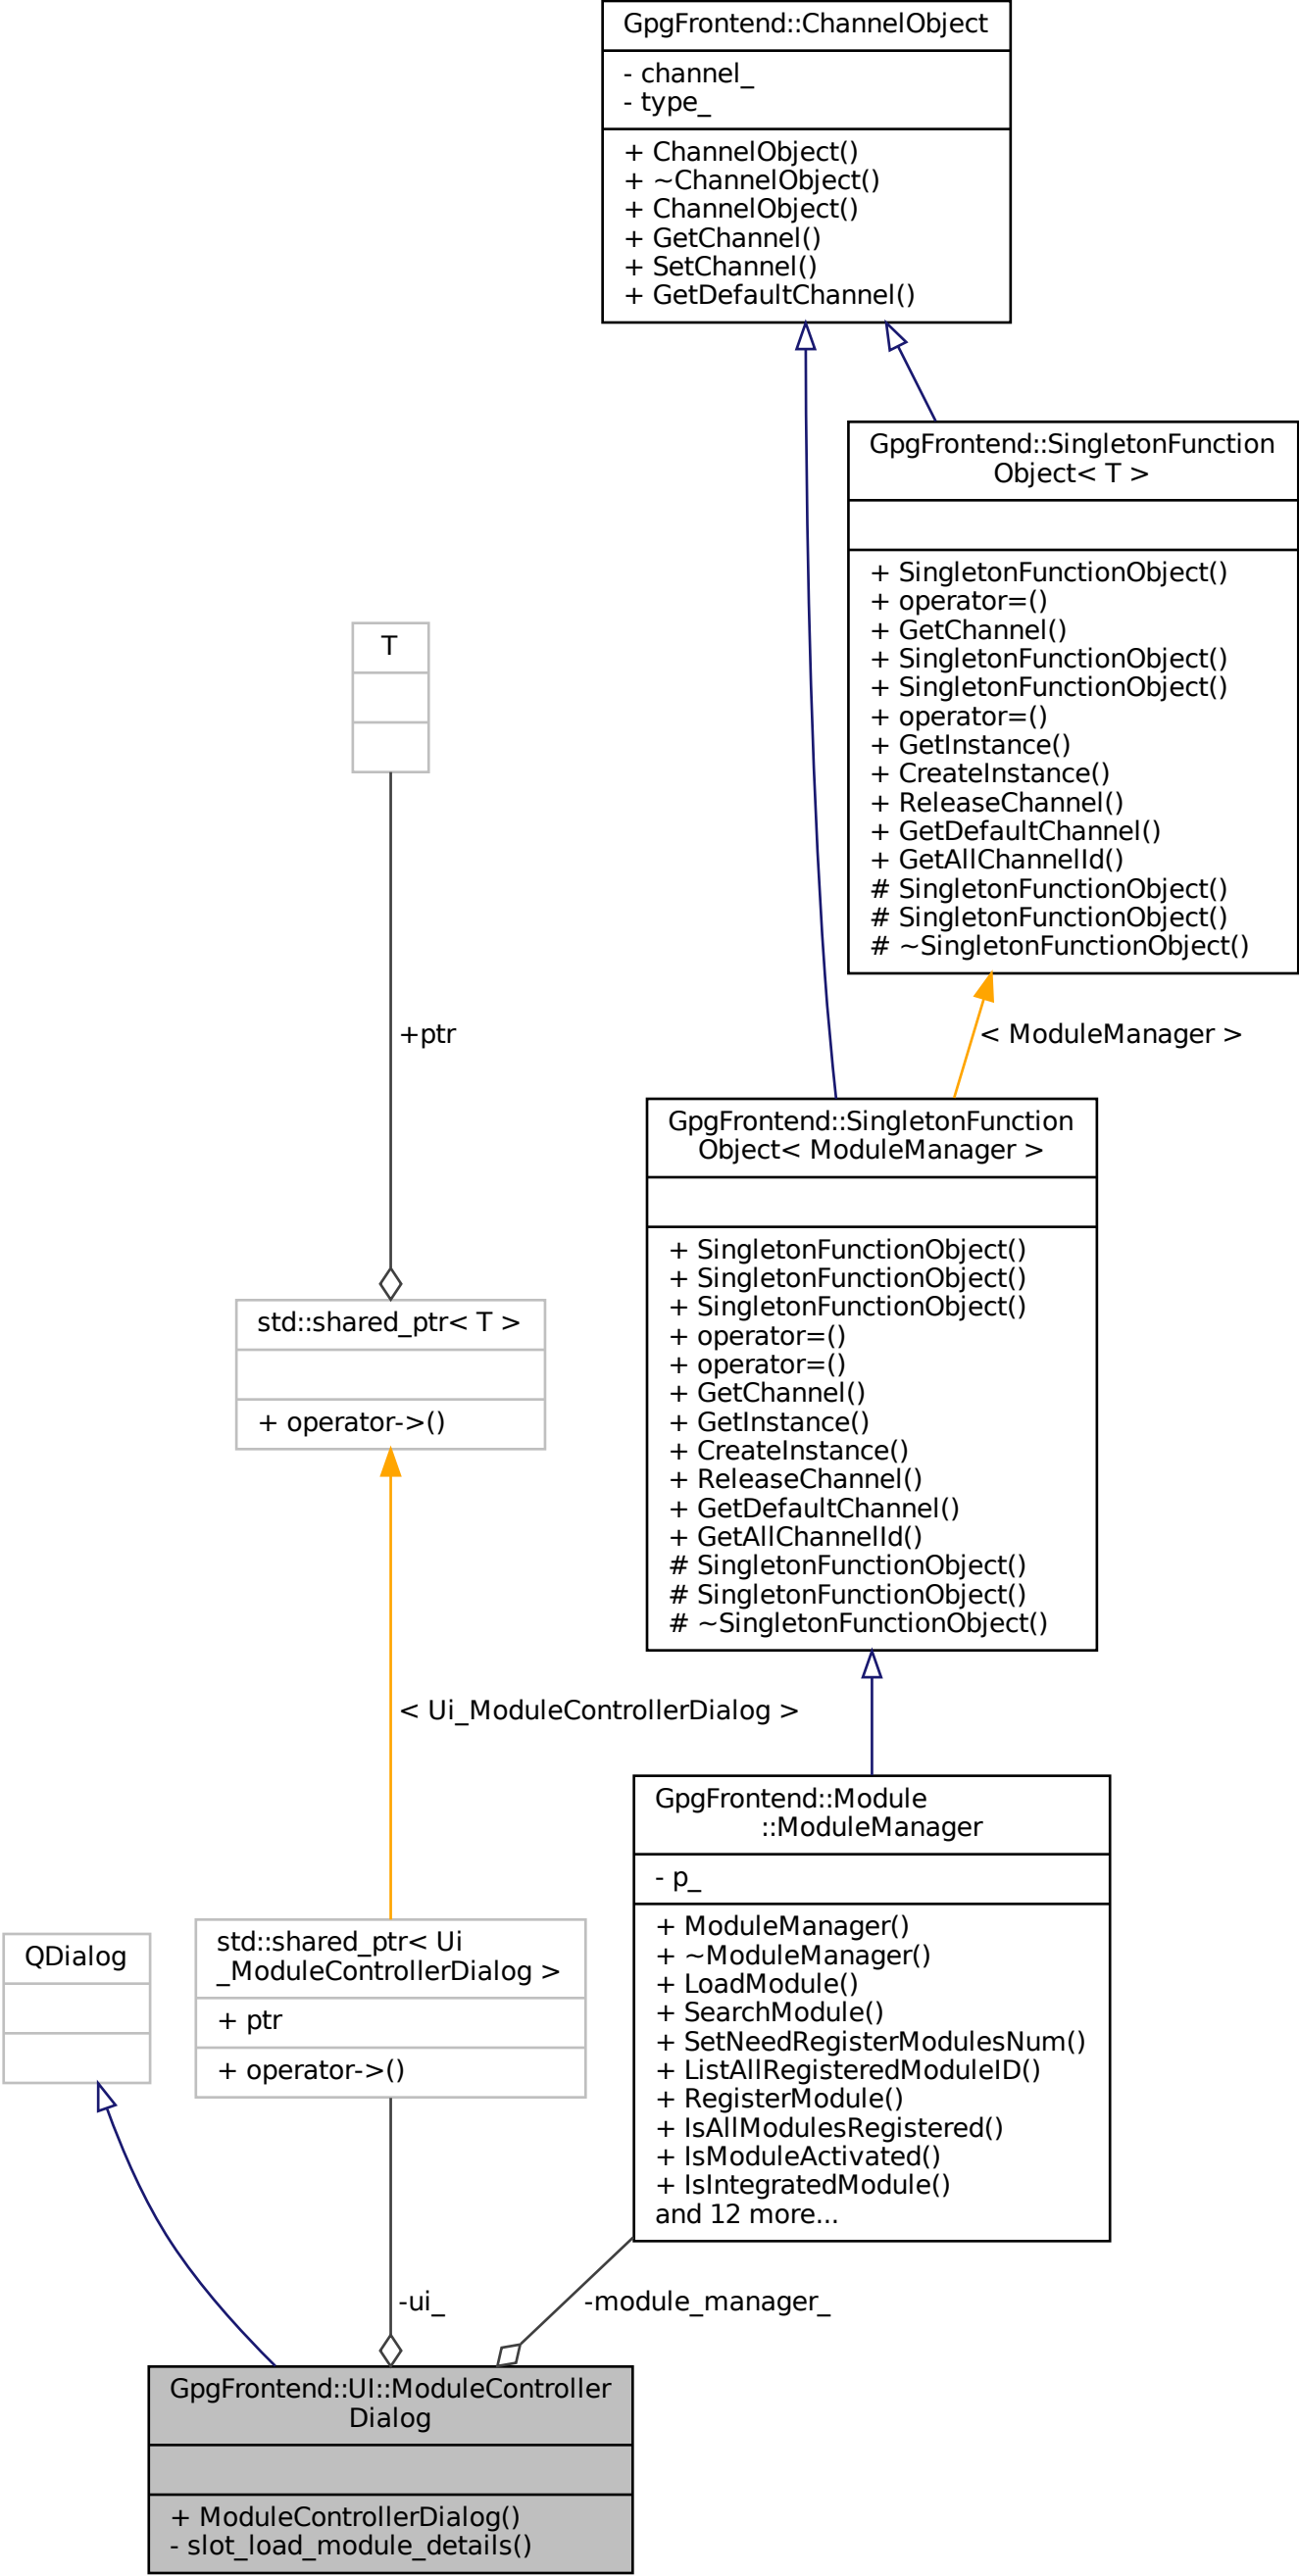 GpgFrontend::ChannelObject
- channel_
- type_
+ ChannelObject()
+ ~ChannelObject()
+ ChannelObject()
+ GetChannel()
+ SetChannel()
+ GetDefaultChannel()
GpgFrontend::SingletonFunction
Object< T >
+ SingletonFunctionObject()
+ operator=()
+ GetChannel()
+ SingletonFunctionObject()
+ SingletonFunctionObject()
+ operator=()
+ GetInstance()
+ CreateInstance()
+ ReleaseChannel()
+ GetDefaultChannel()
+ GetAllChannelId()
# SingletonFunctionObject()
# SingletonFunctionObject()
# ~SingletonFunctionObject()
T
+ptr
< ModuleManager >
GpgFrontend::SingletonFunction
Object< ModuleManager >
+ SingletonFunctionObject()
+ SingletonFunctionObject()
+ SingletonFunctionObject()
+ operator=()
+ operator=()
+ GetChannel()
+ GetInstance()
+ CreateInstance()
+ ReleaseChannel()
+ GetDefaultChannel()
+ GetAllChannelId()
# SingletonFunctionObject()
# SingletonFunctionObject()
# ~SingletonFunctionObject()
std::shared_ptr< T >
+ operator->()
< Ui_ModuleControllerDialog >
GpgFrontend::Module
::ModuleManager
- p_
+ ModuleManager()
+ ~ModuleManager()
+ LoadModule()
+ SearchModule()
+ SetNeedRegisterModulesNum()
+ ListAllRegisteredModuleID()
+ RegisterModule()
+ IsAllModulesRegistered()
+ IsModuleActivated()
+ IsIntegratedModule()
and 12 more...
QDialog
std::shared_ptr< Ui
_ModuleControllerDialog >
+ ptr
+ operator->()
-ui_
-module_manager_
GpgFrontend::UI::ModuleController
Dialog
+ ModuleControllerDialog()
- slot_load_module_details()